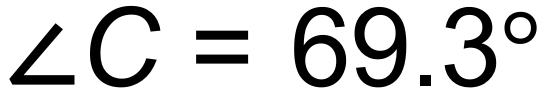 ∠C = 69.3°